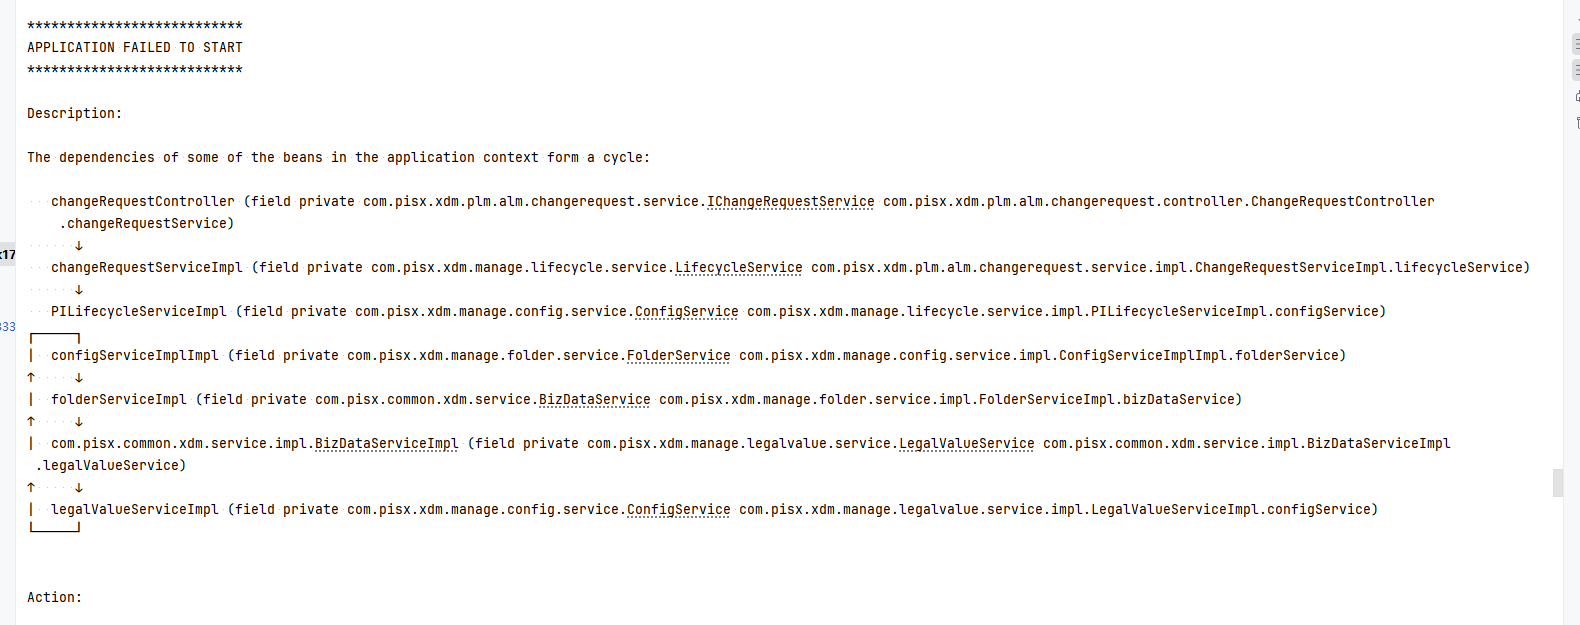 ***************************
APPLICATION FAILED TO START
***************************
Description:
The dependencies of some of the beans in the application context form a cycle:
changeRequestController (field private com.pisx.xdm.plm.alm.changerequest.service.IChangeRequestService com.pisx.xdm.plm.alm.changerequest.controller.ChangeRequestController
.changeRequestService)
↓
changeRequestServiceImpl (field private com.pisx.xdm.manage.lifecycle.service.LifecycleService com.pisx.xdm.plm.alm.changerequest.service.impl.ChangeRequestServiceImpl.lifecycleService)
↓
:17
PILifecycleServiceImpl (field private com.pisx.xdm.manage.config.service.ConfigService com.pisx.xdm.manage.lifecycle.service.impl.PILifecycleServiceImpl.configService)
333
┌─────┐
| configServiceImplImpl (field private com.pisx.xdm.manage.folder.service.FolderService com.pisx.xdm.manage.config.service.impl.ConfigServiceImplImpl.folderService)
↑ ↓
| folderServiceImpl (field private com.pisx.common.xdm.service.BizDataService com.pisx.xdm.manage.folder.service.impl.FolderServiceImpl.bizDataService)
↑ ↓
| com.pisx.common.xdm.service.impl.BizDataServiceImpl (field private com.pisx.xdm.manage.legalvalue.service.LegalValueService com.pisx.common.xdm.service.impl.BizDataServiceImpl
.legalValueService)
↑ ↓
| legalValueServiceImpl (field private com.pisx.xdm.manage.config.service.ConfigService com.pisx.xdm.manage.legalvalue.service.impl.LegalValueServiceImpl.configService)
└─────┘
Action: